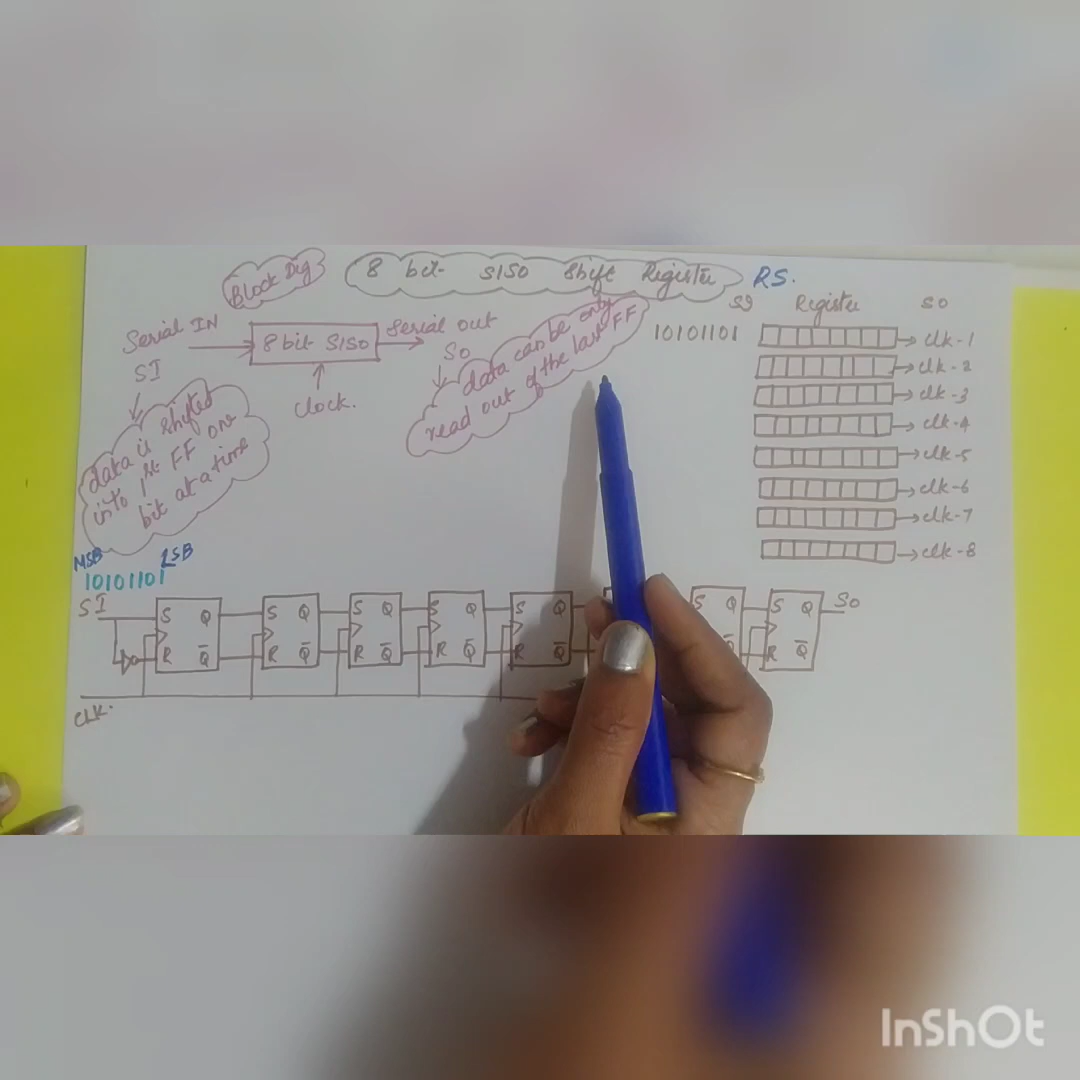 Block Dig
8 bit SISO Shift Register RS.
Serial IN
SI
8 bit SISO
Serial out
SO
Clock.
data is shifted
into 1st FF one
bit at a time
data can be only
read out of the last FF
Register SO
10101101
clk-1
clk-2
clk-3
clk-4
clk-5
clk-6
clk-7
clk-8
MSB LSB
10101101
SI
S Q S Q S Q S Q S Q S Q S Q SO
R Q̅ R Q̅ R Q̅ R Q̅ R Q̅ Q̅ R Q̅
CLK.
InShOt